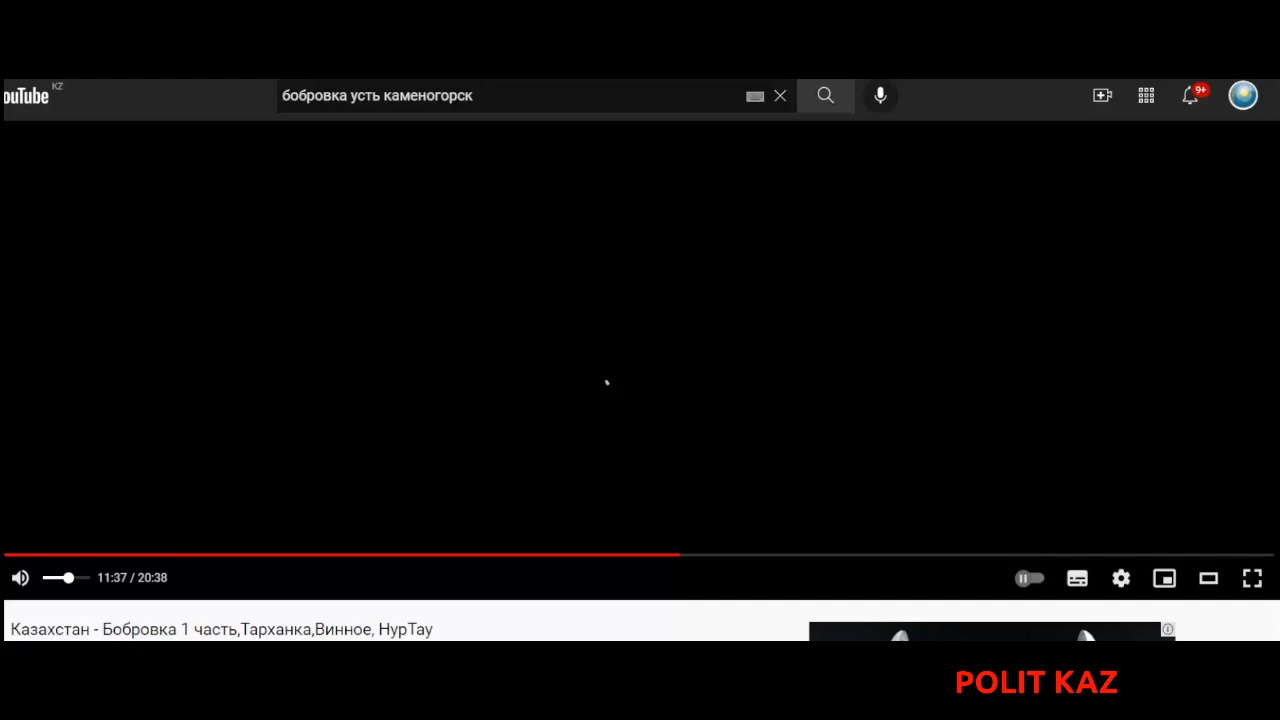 ouTube KZ
бобровка усть каменогорск
9+
11:37 / 20:38
Казахстан - Бобровка 1 часть,Тарханка,Винное, НурТау
POLIT KAZ